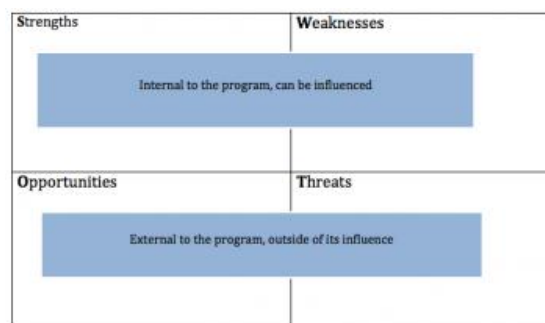 Strengths
Weaknesses
Internal to the program, can be influenced
Opportunities
Threats
External to the program, outside of its influence